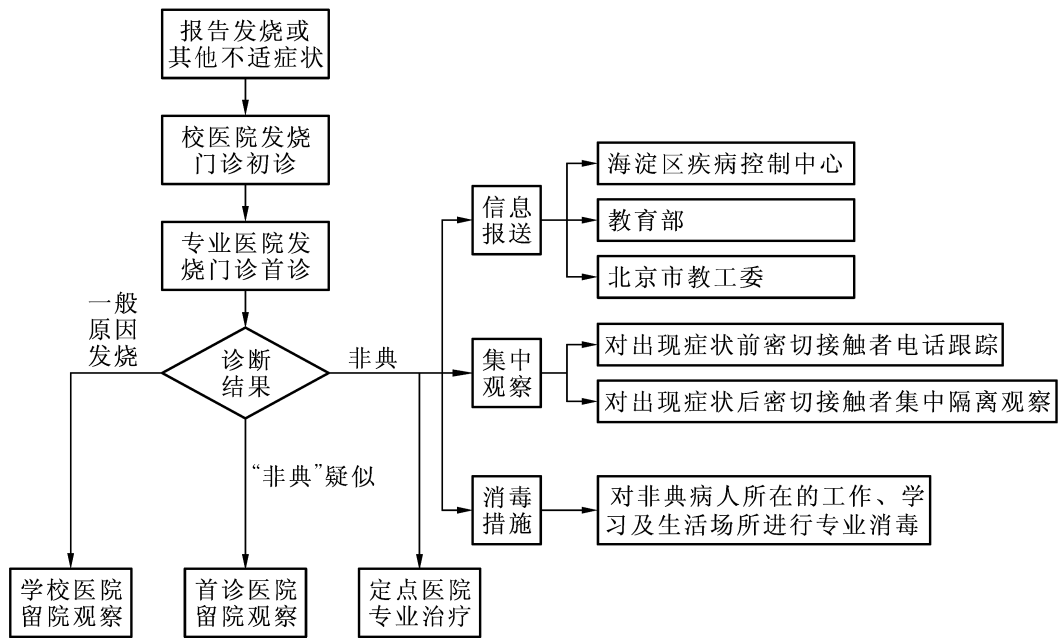 报告发烧或
其他不适症状
校医院发烧
门诊初诊
专业医院发
烧门诊首诊
诊断
结果
一般
原因
发烧
非典
“非典”疑似
学校医院
留院观察
首诊医院
留院观察
定点医院
专业治疗
信息
报送
海淀区疾病控制中心
教育部
北京市教工委
集中
观察
对出现症状前密切接触者电话跟踪
对出现症状后密切接触者集中隔离观察
消毒
措施
对非典病人所在的工作、学
习及生活场所进行专业消毒